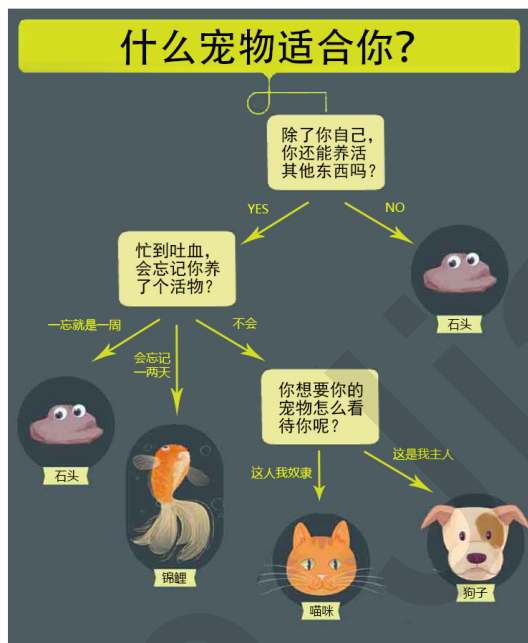 什么宠物适合你？
除了你自己，
你还能养活
其他东西吗？
YES
NO
忙到吐血，
会忘记你养
了个活物？
石头
一忘就是一周
会忘记
一两天
不会
你想要你的
宠物怎么看
待你呢？
石头
这人我奴隶
这是我主人
锦鲤
喵咪
狗子